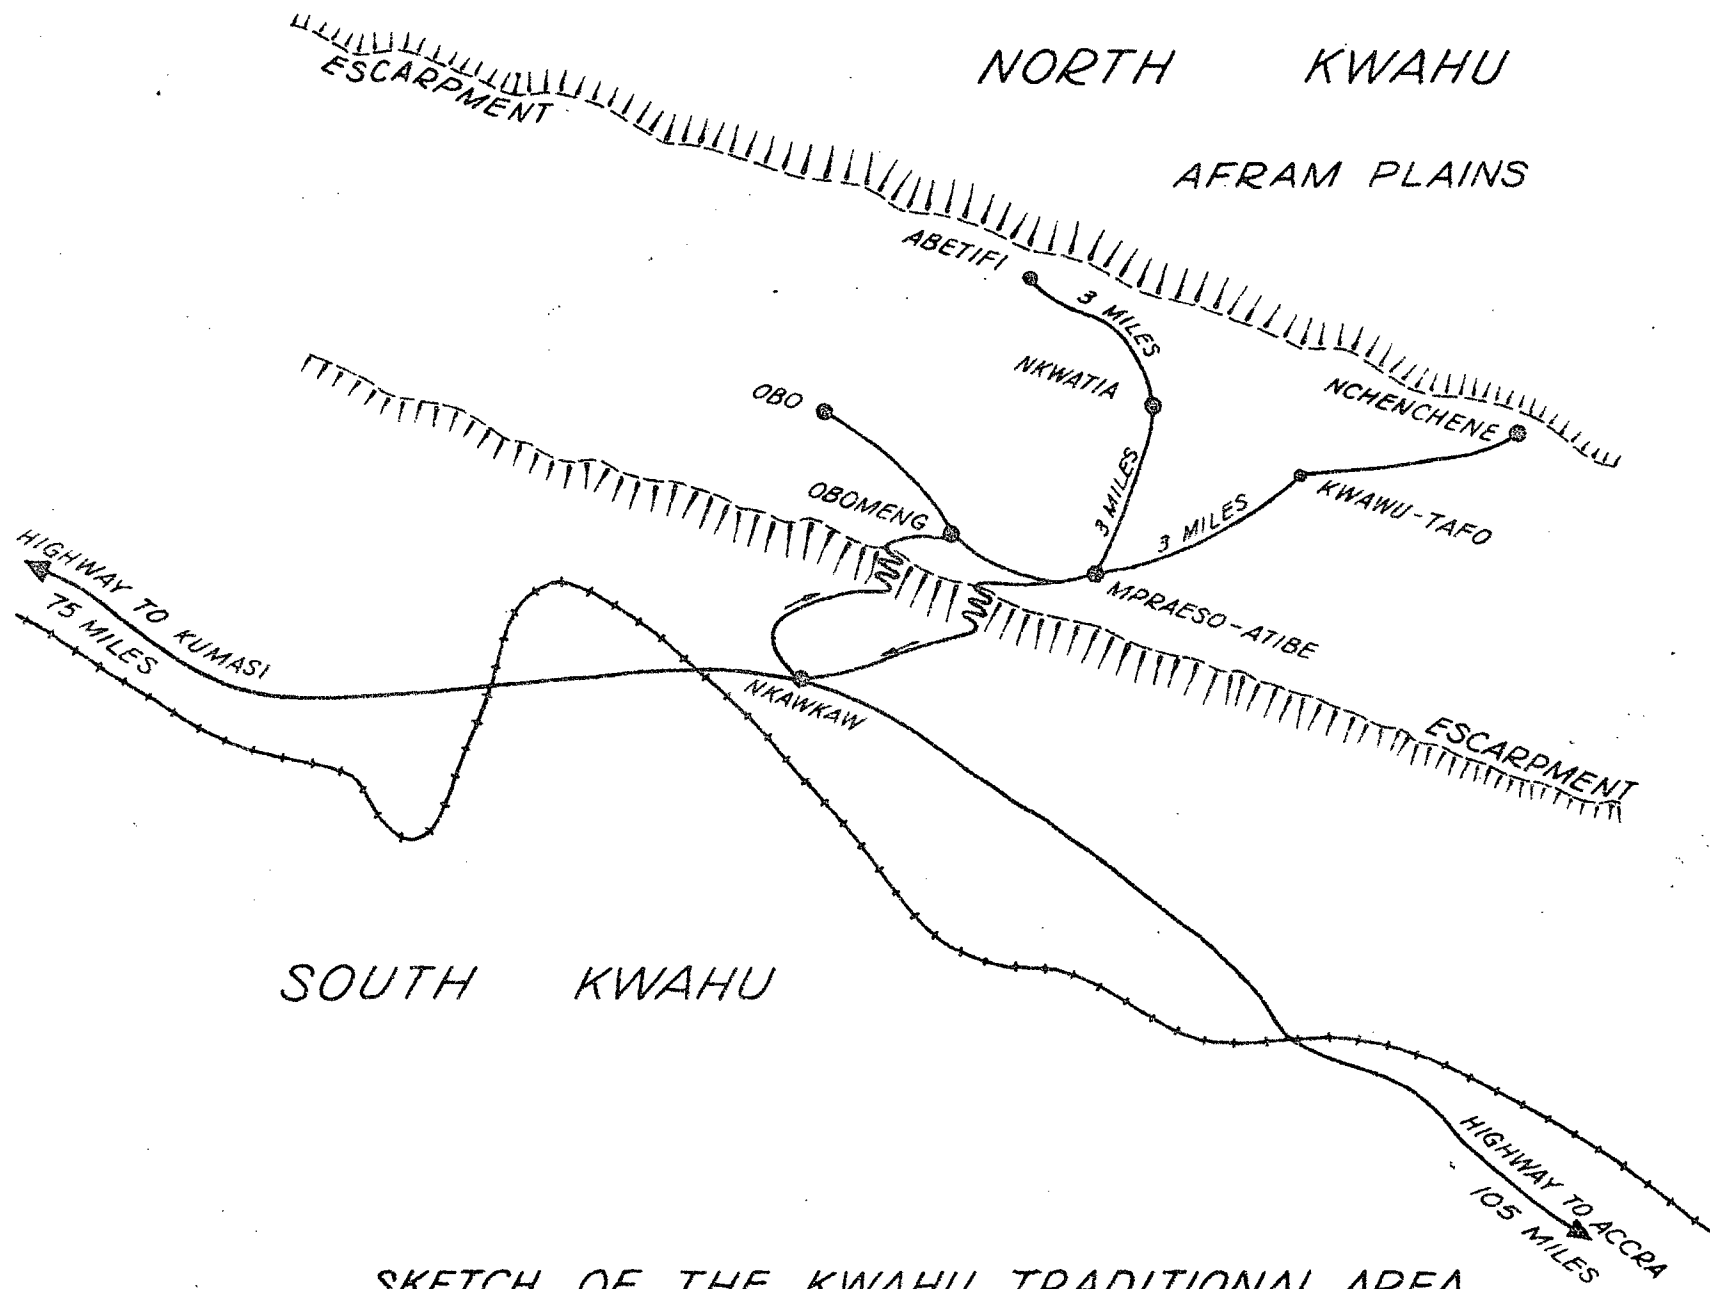 NORTH KWAHU
ESCARPMENT
AFRAM PLAINS
ABETIFI
3 MILES
NKWATIA
NCHENCHENE
OBO
3 MILES
OBOMENG
3 MILES
KWAWU-TAFO
HIGHWAY TO KUMASI
75 MILES
MPRAESO-ATIBE
NKAWKAW
ESCARPMENT
SOUTH KWAHU
HIGHWAY TO ACCRA
105 MILES
SKETCH OF THE KWAHU TRADITIONAL AREA